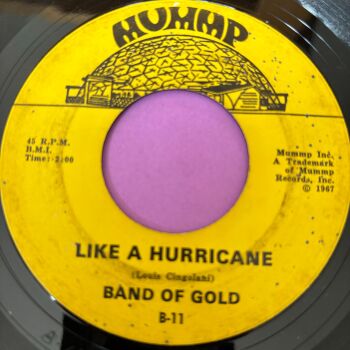 MUMMP
45 R.P.M.
B.M.I.
Time: 2:00
Mummp Inc.
A Trademark
of Mummp
Records, Inc.
© 1967
LIKE A HURRICANE
(Louis Cingolani)
BAND OF GOLD
B-11